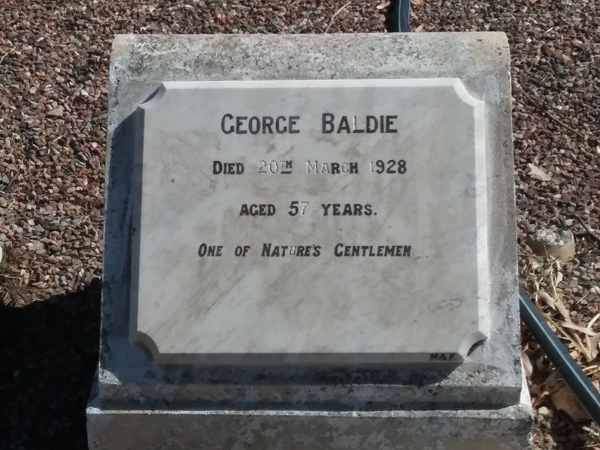 GEORGE BALDIE
DIED 20TH MARCH 1928
AGED 57 YEARS.
ONE OF NATURE'S GENTLEMEN
M&F.